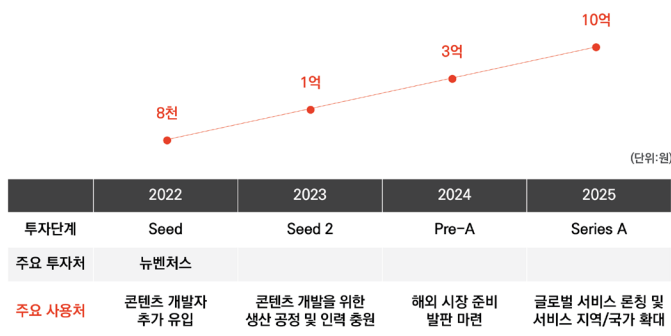 10억
3억
1억
8천
(단위:원)
2022 2023 2024 2025
투자단계 Seed Seed 2 Pre-A Series A
주요 투자처 뉴벤처스
주요 사용처
콘텐츠 개발자
추가 유입
콘텐츠 개발을 위한
생산 공정 및 인력 충원
해외 시장 준비
발판 마련
글로벌 서비스 론칭 및
서비스 지역/국가 확대